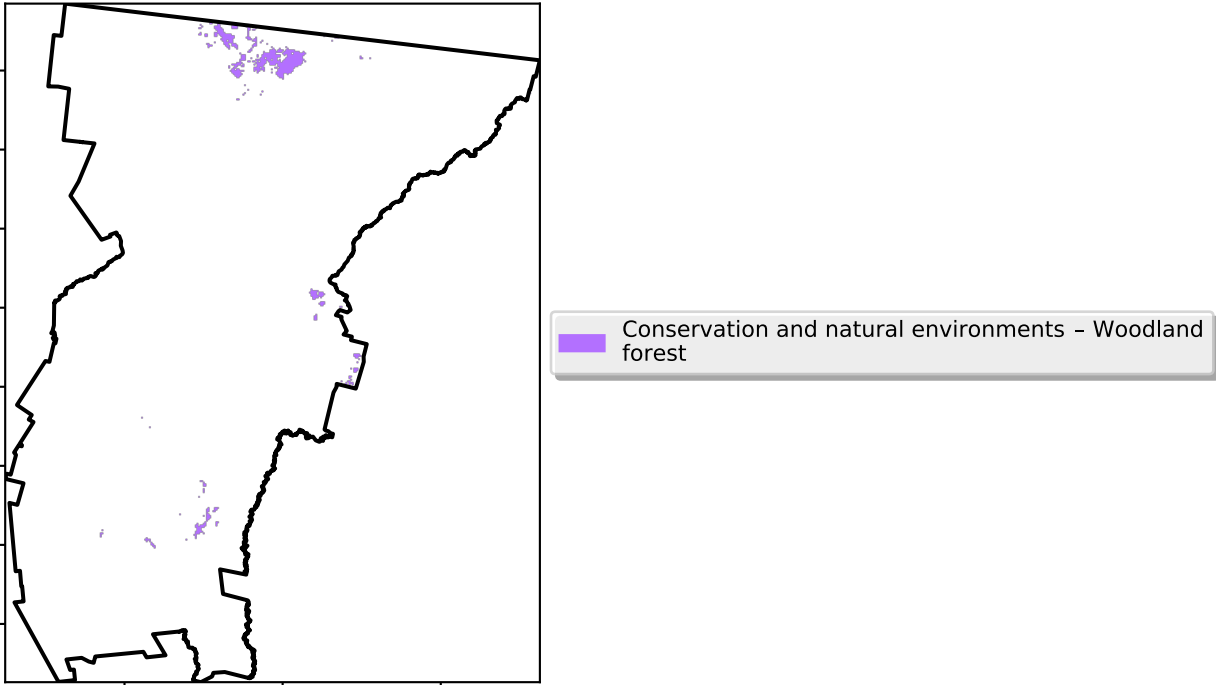 Conservation and natural environments – Woodland
forest